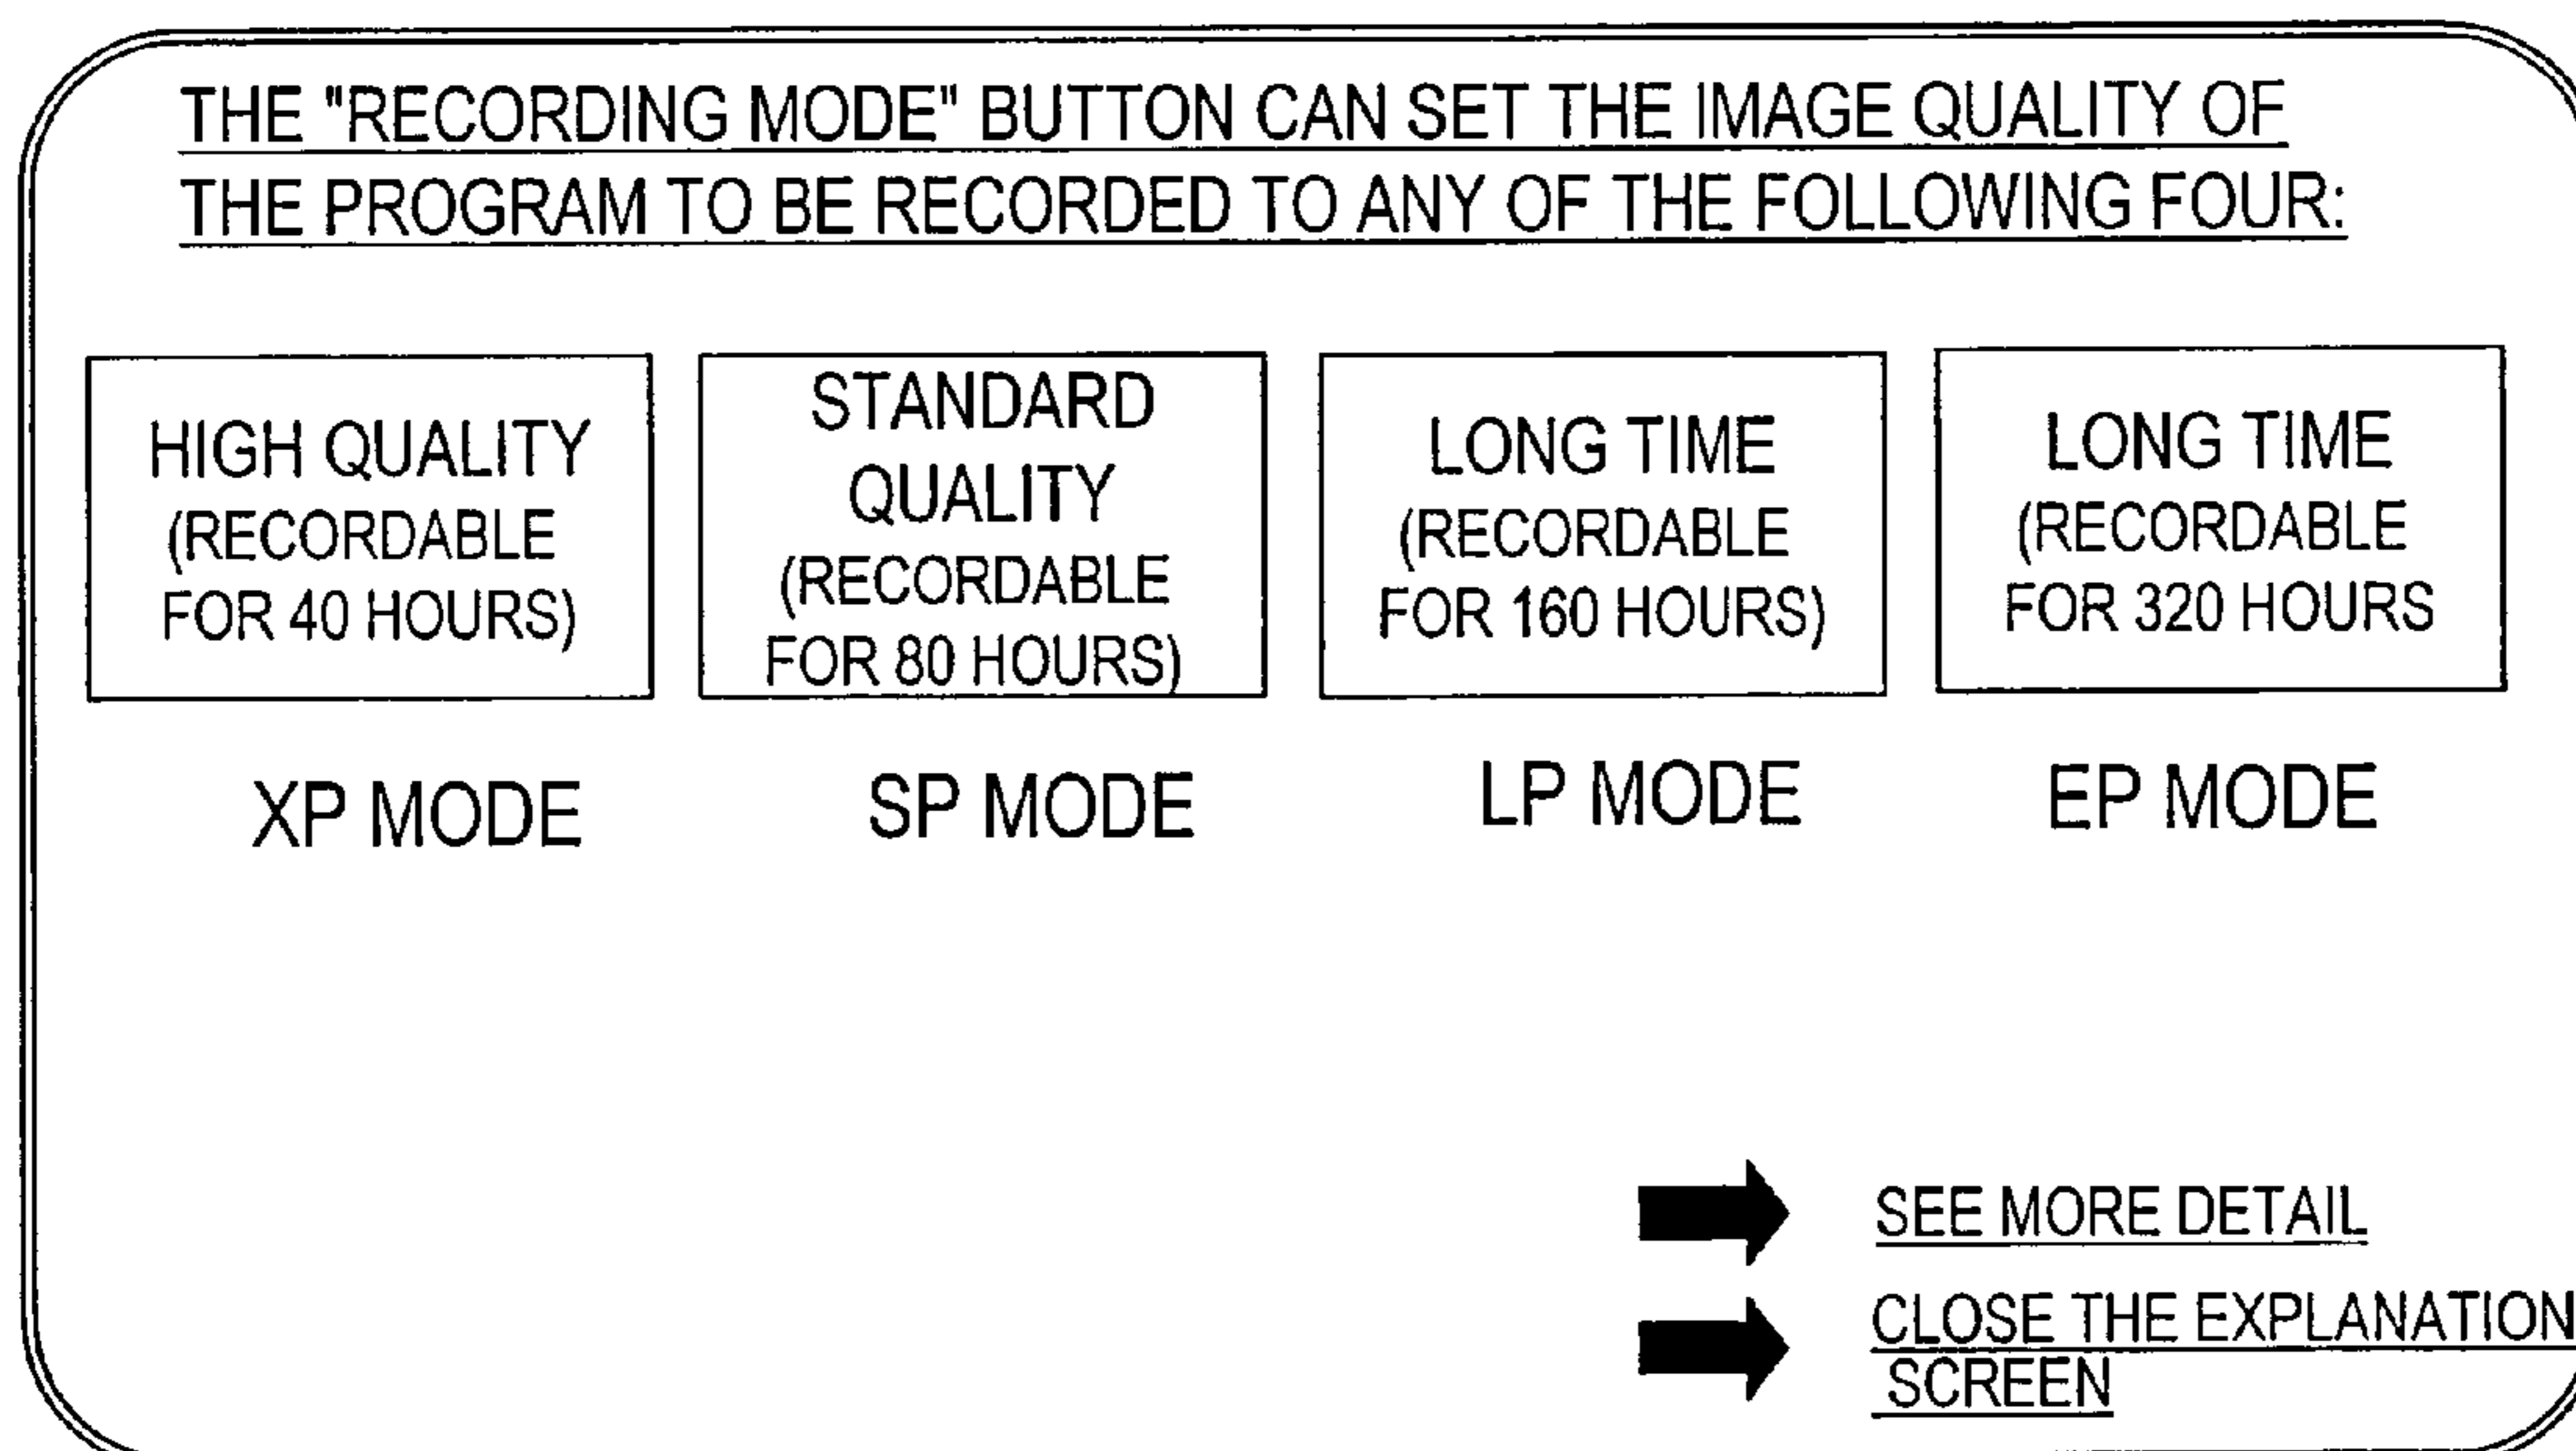 THE "RECORDING MODE" BUTTON CAN SET THE IMAGE QUALITY OF
THE PROGRAM TO BE RECORDED TO ANY OF THE FOLLOWING FOUR:
HIGH QUALITY
(RECORDABLE
FOR 40 HOURS)
XP MODE
STANDARD
QUALITY
(RECORDABLE
FOR 80 HOURS)
SP MODE
LONG TIME
(RECORDABLE
FOR 160 HOURS)
LP MODE
LONG TIME
(RECORDABLE
FOR 320 HOURS
EP MODE
SEE MORE DETAIL
CLOSE THE EXPLANATION
SCREEN